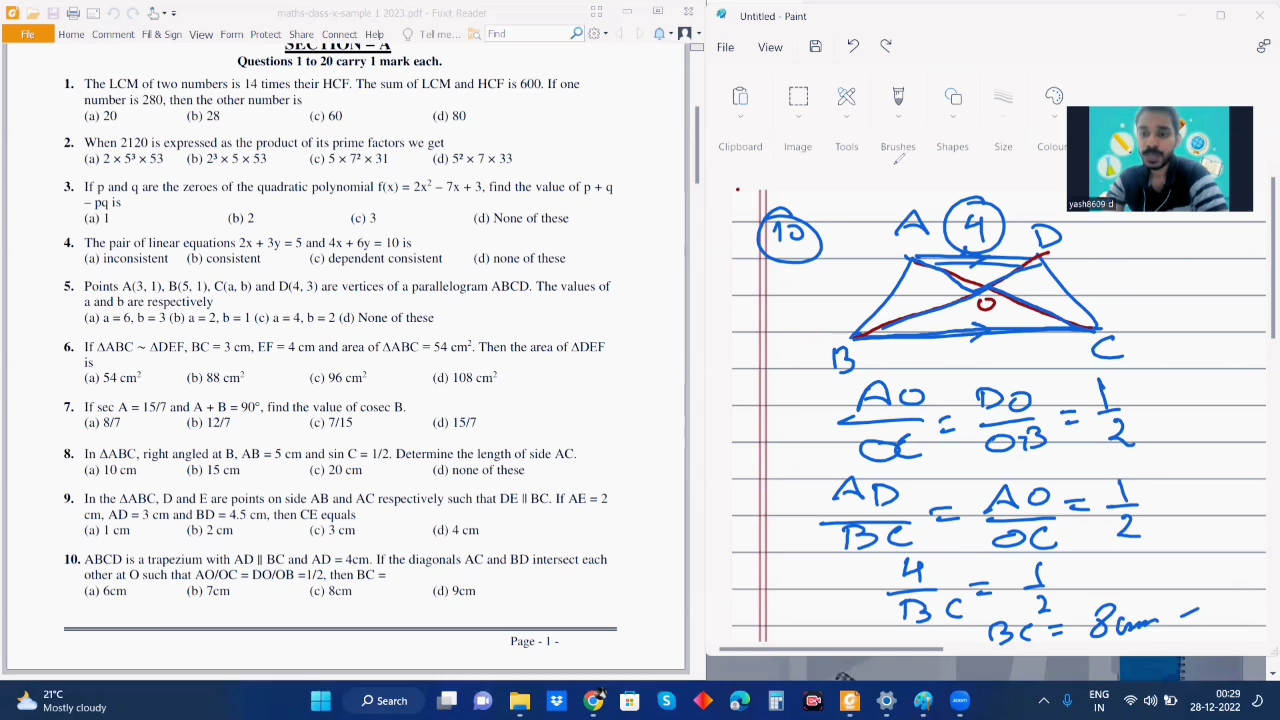 maths-class-x-sample 1 2023.pdf - Foxit Reader
File Home Comment Fill & Sign View Form Protect Share Connect Help Tell me... Find
SECTION – A
Questions 1 to 20 carry 1 mark each.
1. The LCM of two numbers is 14 times their HCF. The sum of LCM and HCF is 600. If one
number is 280, then the other number is
(a) 20 (b) 28 (c) 60 (d) 80
2. When 2120 is expressed as the product of its prime factors we get
(a) 2 × 5³ × 53 (b) 2³ × 5 × 53 (c) 5 × 7² × 31 (d) 5² × 7 × 33
3. If p and q are the zeroes of the quadratic polynomial f(x) = 2x² – 7x + 3, find the value of p + q
– pq is
(a) 1 (b) 2 (c) 3 (d) None of these
4. The pair of linear equations 2x + 3y = 5 and 4x + 6y = 10 is
(a) inconsistent (b) consistent (c) dependent consistent (d) none of these
5. Points A(3, 1), B(5, 1), C(a, b) and D(4, 3) are vertices of a parallelogram ABCD. The values of
a and b are respectively
(a) a = 6, b = 3 (b) a = 2, b = 1 (c) a = 4, b = 2 (d) None of these
6. If ΔABC ~ ΔDEF, BC = 3 cm, EF = 4 cm and area of ΔABC = 54 cm². Then the area of ΔDEF
is
(a) 54 cm² (b) 88 cm² (c) 96 cm² (d) 108 cm²
7. If sec A = 15/7 and A + B = 90°, find the value of cosec B.
(a) 8/7 (b) 12/7 (c) 7/15 (d) 15/7
8. In ΔABC, right angled at B, AB = 5 cm and sin C = 1/2. Determine the length of side AC.
(a) 10 cm (b) 15 cm (c) 20 cm (d) none of these
9. In the ΔABC, D and E are points on side AB and AC respectively such that DE || BC. If AE = 2
cm, AD = 3 cm and BD = 4.5 cm, then CE equals
(a) 1 cm (b) 2 cm (c) 3 cm (d) 4 cm
10. ABCD is a trapezium with AD || BC and AD = 4cm. If the diagonals AC and BD intersect each
other at O such that AO/OC = DO/OB =1/2, then BC =
(a) 6cm (b) 7cm (c) 8cm (d) 9cm
Page - 1 -
Untitled - Paint
File View
Clipboard Image Tools Brushes Shapes Size Colou
yash8609 d
10 A 4 D
O
B C
AO/OC = DO/OB = 1/2
AD/BC = AO/OC = 1/2
4/BC = 1/2
BC = 8cm
21°C
Mostly cloudy
Search
ENG
IN
00:29
28-12-2022